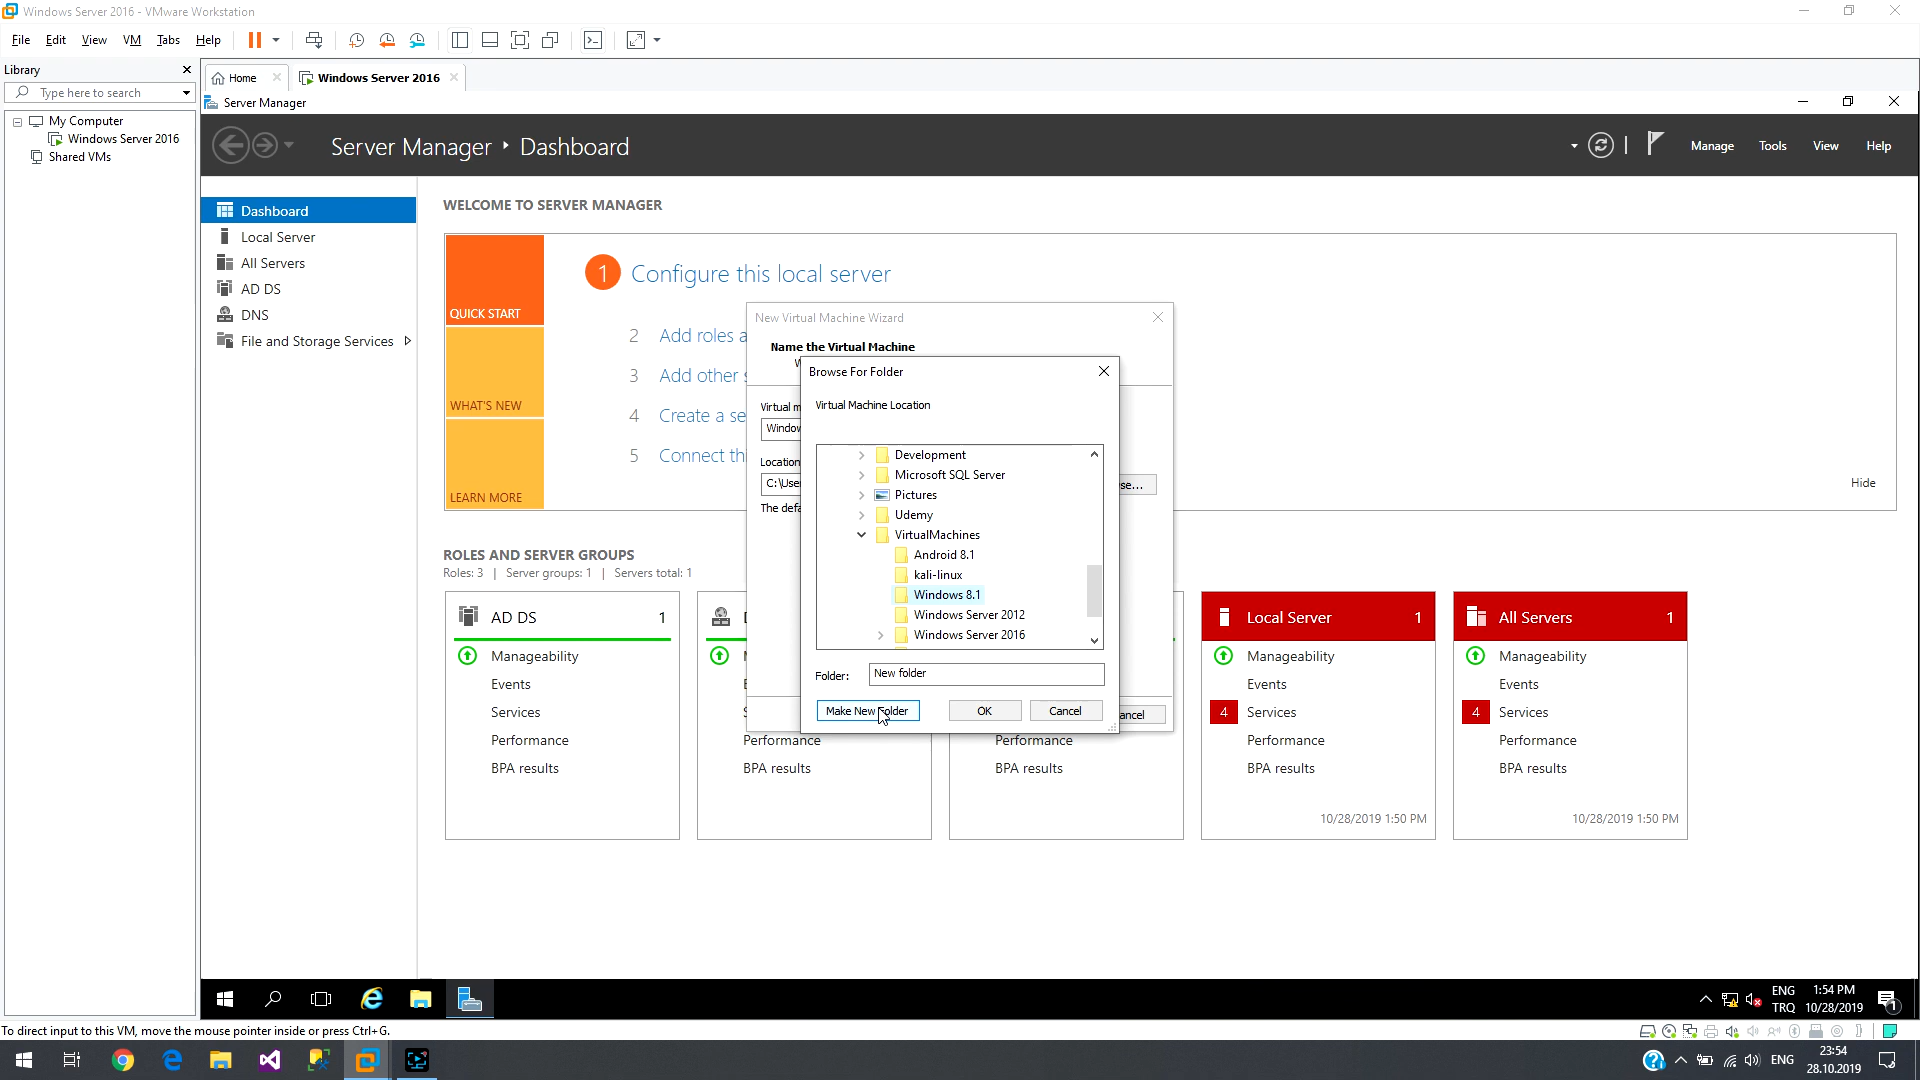 Windows Server 2016 - VMware Workstation
File Edit View VM Tabs Help
Library
Type here to search
My Computer
Windows Server 2016
Shared VMs
Home
Windows Server 2016
Server Manager
Server Manager
Dashboard
Manage Tools View Help
Dashboard
Local Server
All Servers
AD DS
DNS
File and Storage Services
WELCOME TO SERVER MANAGER
QUICK START
WHAT'S NEW
LEARN MORE
1 Configure this local server
2 Add roles a
3 Add other s
4 Create a se
5 Connect th
Hide
New Virtual Machine Wizard
Name the Virtual Machine
Virtual m
Window
Location
C:\User
The defa
se...
ancel
Browse For Folder
Virtual Machine Location
Development
Microsoft SQL Server
Pictures
Udemy
VirtualMachines
Android 8.1
kali-linux
Windows 8.1
Windows Server 2012
Windows Server 2016
Folder: New folder
Make New Folder OK Cancel
ROLES AND SERVER GROUPS
Roles: 3 | Server groups: 1 | Servers total: 1
AD DS 1
Manageability
Events
Services
Performance
BPA results
Performance
BPA results
Performance
BPA results
Local Server 1
Manageability
Events
4 Services
Performance
BPA results
10/28/2019 1:50 PM
All Servers 1
Manageability
Events
4 Services
Performance
BPA results
10/28/2019 1:50 PM
ENG
TRQ
1:54 PM
10/28/2019
1
To direct input to this VM, move the mouse pointer inside or press Ctrl+G.
ENG
23:54
28.10.2019